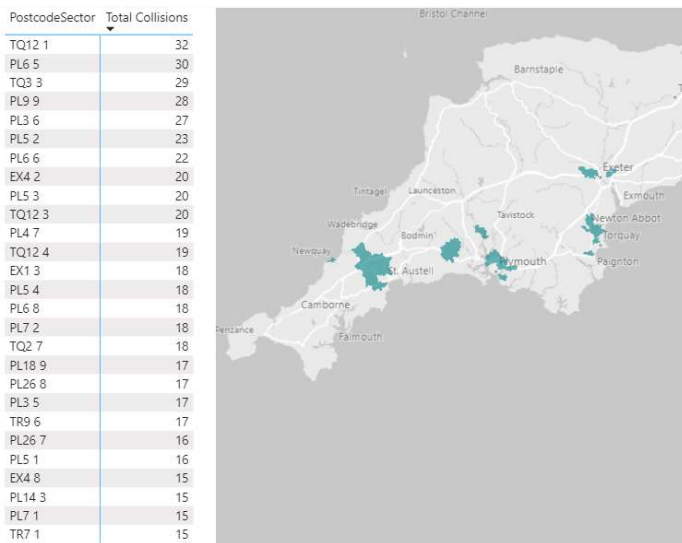 PostcodeSector Total Collisions
TQ12 1 32
PL6 5 30
TQ3 3 29
PL9 9 28
PL3 6 27
PL5 2 23
PL6 6 22
EX4 2 20
PL5 3 20
TQ12 3 20
PL4 7 19
TQ12 4 19
EX1 3 18
PL5 4 18
PL6 8 18
PL7 2 18
TQ2 7 18
PL18 9 17
PL26 8 17
PL3 5 17
TR9 6 17
PL26 7 16
PL5 1 16
EX4 8 15
PL14 3 15
PL7 1 15
TR7 1 15
Bristol Channel
Barnstaple
Exeter
Exmouth
Tintagel
Launceston
Tavistock
Newton Abbot
Wadebridge
Bodmin
Torquay
Newquay
Plymouth
Paignton
St. Austell
Camborne
Penzance
Falmouth